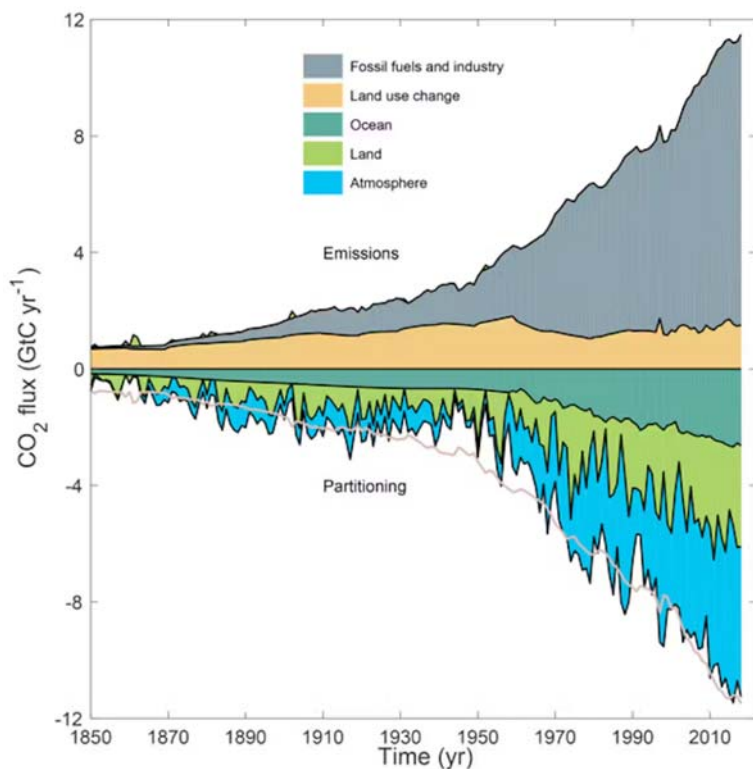 12
Fossil fuels and industry
Land use change
Ocean
Land
Atmosphere
8
4
Emissions
0
CO2 flux (GtC yr-1)
-4
Partitioning
-8
-12
1850 1870 1890 1910 1930 1950 1970 1990 2010
Time (yr)